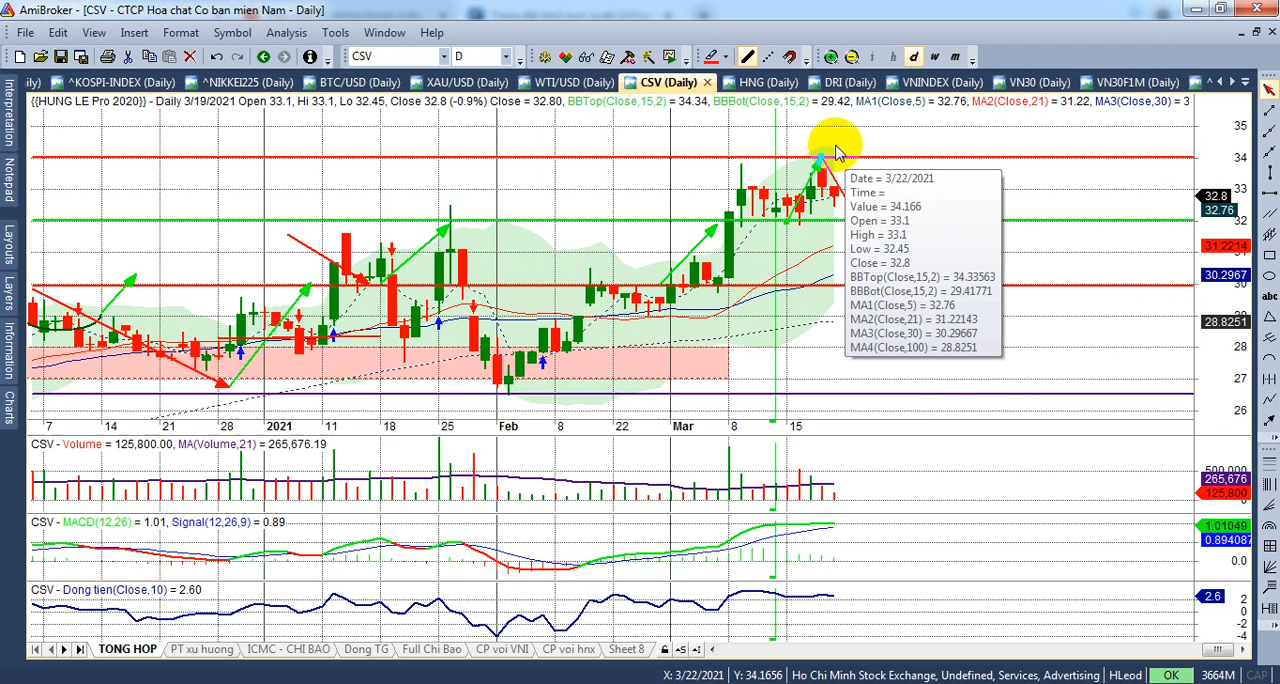 AmiBroker - [CSV - CTCP Hoa chat Co ban mien Nam - Daily]
File Edit View Insert Format Symbol Analysis Tools Window Help
CSV D i h d w m
ily) ^KOSPI-INDEX (Daily) ^NIKKEI225 (Daily) BTC/USD (Daily) XAU/USD (Daily) WTI/USD (Daily) CSV (Daily) HNG (Daily) DRI (Daily) VNINDEX (Daily) VN30 (Daily) VN30F1M (Daily)
{{HUNG LE Pro 2020}} - Daily 3/19/2021 Open 33.1, Hi 33.1, Lo 32.45, Close 32.8 (-0.9%) Close = 32.80, BBTop(Close,15,2) = 34.34, BBBot(Close,15,2) = 29.42, MA1(Close,5) = 32.76, MA2(Close,21) = 31.22, MA3(Close,30) = 3
Interpretation
Notepad
Layouts
Layers
Information
Charts
35
34
33
32.8
32.76
32
31
31.2214
30.2967
30
29
28.8251
28
27
26
Date = 3/22/2021
Time =
Value = 34.166
Open = 33.1
High = 33.1
Low = 32.45
Close = 32.8
BBTop(Close,15,2) = 34.33563
BBBot(Close,15,2) = 29.41771
MA1(Close,5) = 32.76
MA2(Close,21) = 31.22143
MA3(Close,30) = 30.29667
MA4(Close,100) = 28.8251
abc
7 14 18 28 2021 11 18 25 Feb 8 22 Mar 8 15
CSV - Volume = 125,800.00, MA(Volume,21) = 265,676.19
500,000
265,676
125,800
CSV - MACD(12,26) = 1.01, Signal(12,26,9) = 0.89
1.01049
0.894087
0.0
CSV - Dong tien(Close,10) = 2.60
2.6
2
0
-2
-4
TONG HOP PT xu huong ICMC - CHI BAO Dong TG Full Chi Bao CP voi VNI CP voi hnx Sheet 8
X: 3/22/2021 Y: 34.1656 Ho Chi Minh Stock Exchange, Undefined, Services, Advertising HLeod OK 3664M CAP